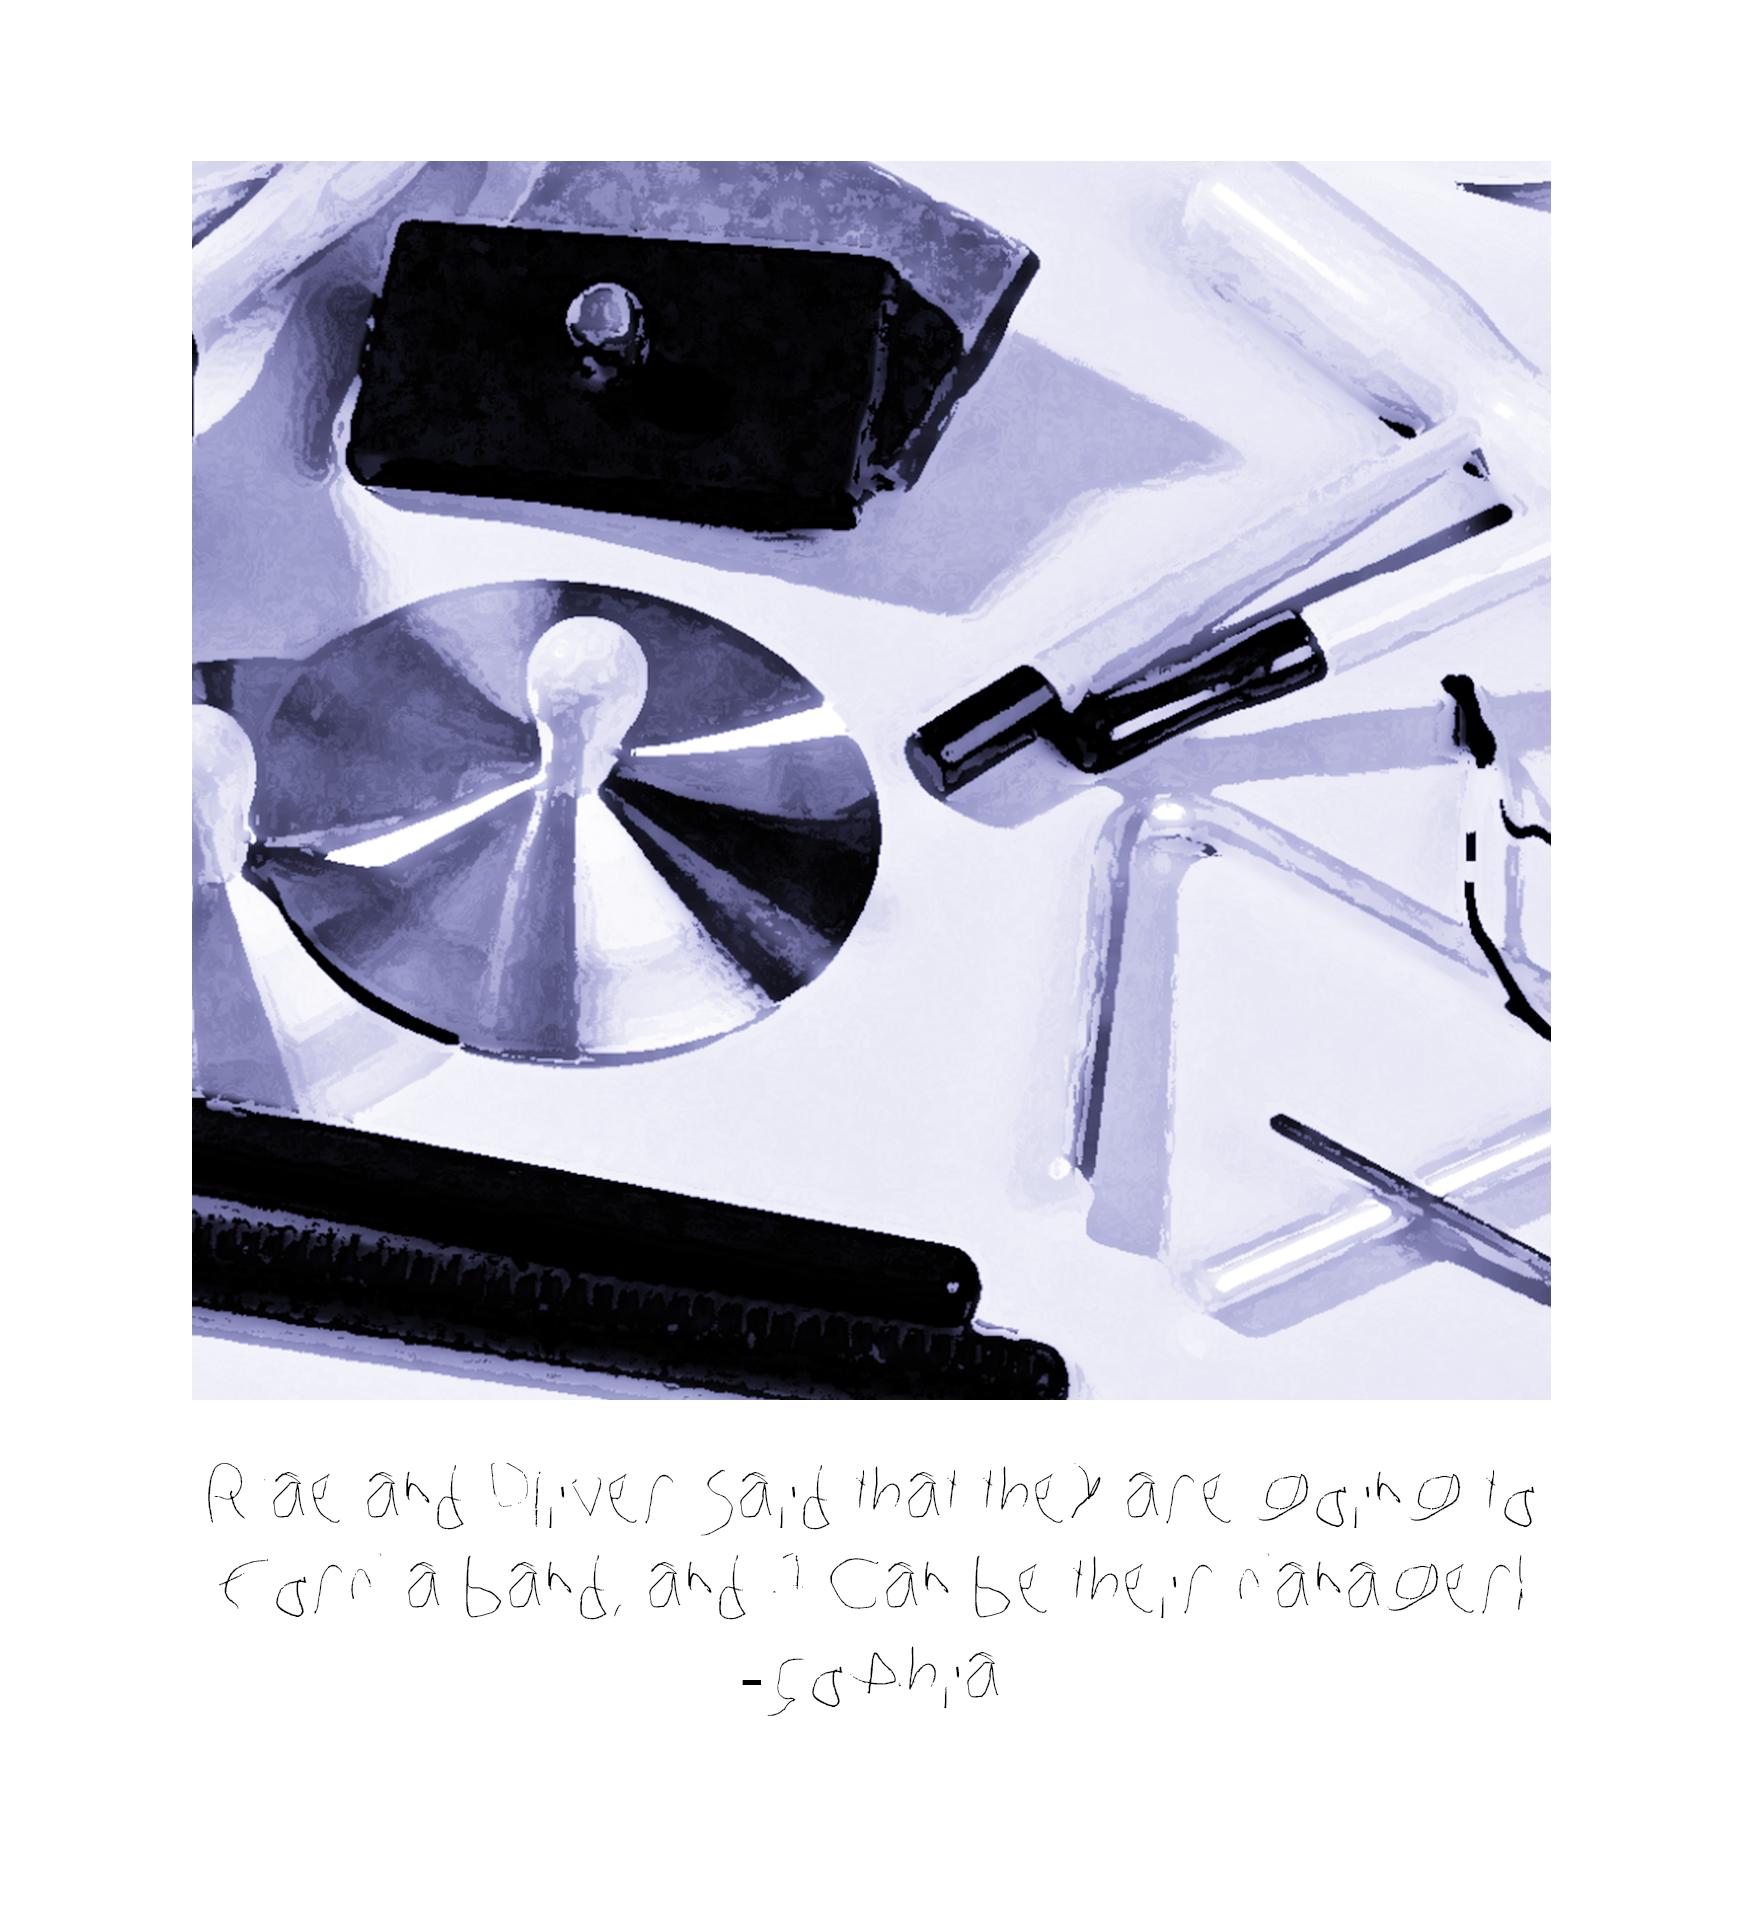 Rae and Oliver said that they are going to
form a band, and I can be their manager!
-Sophia